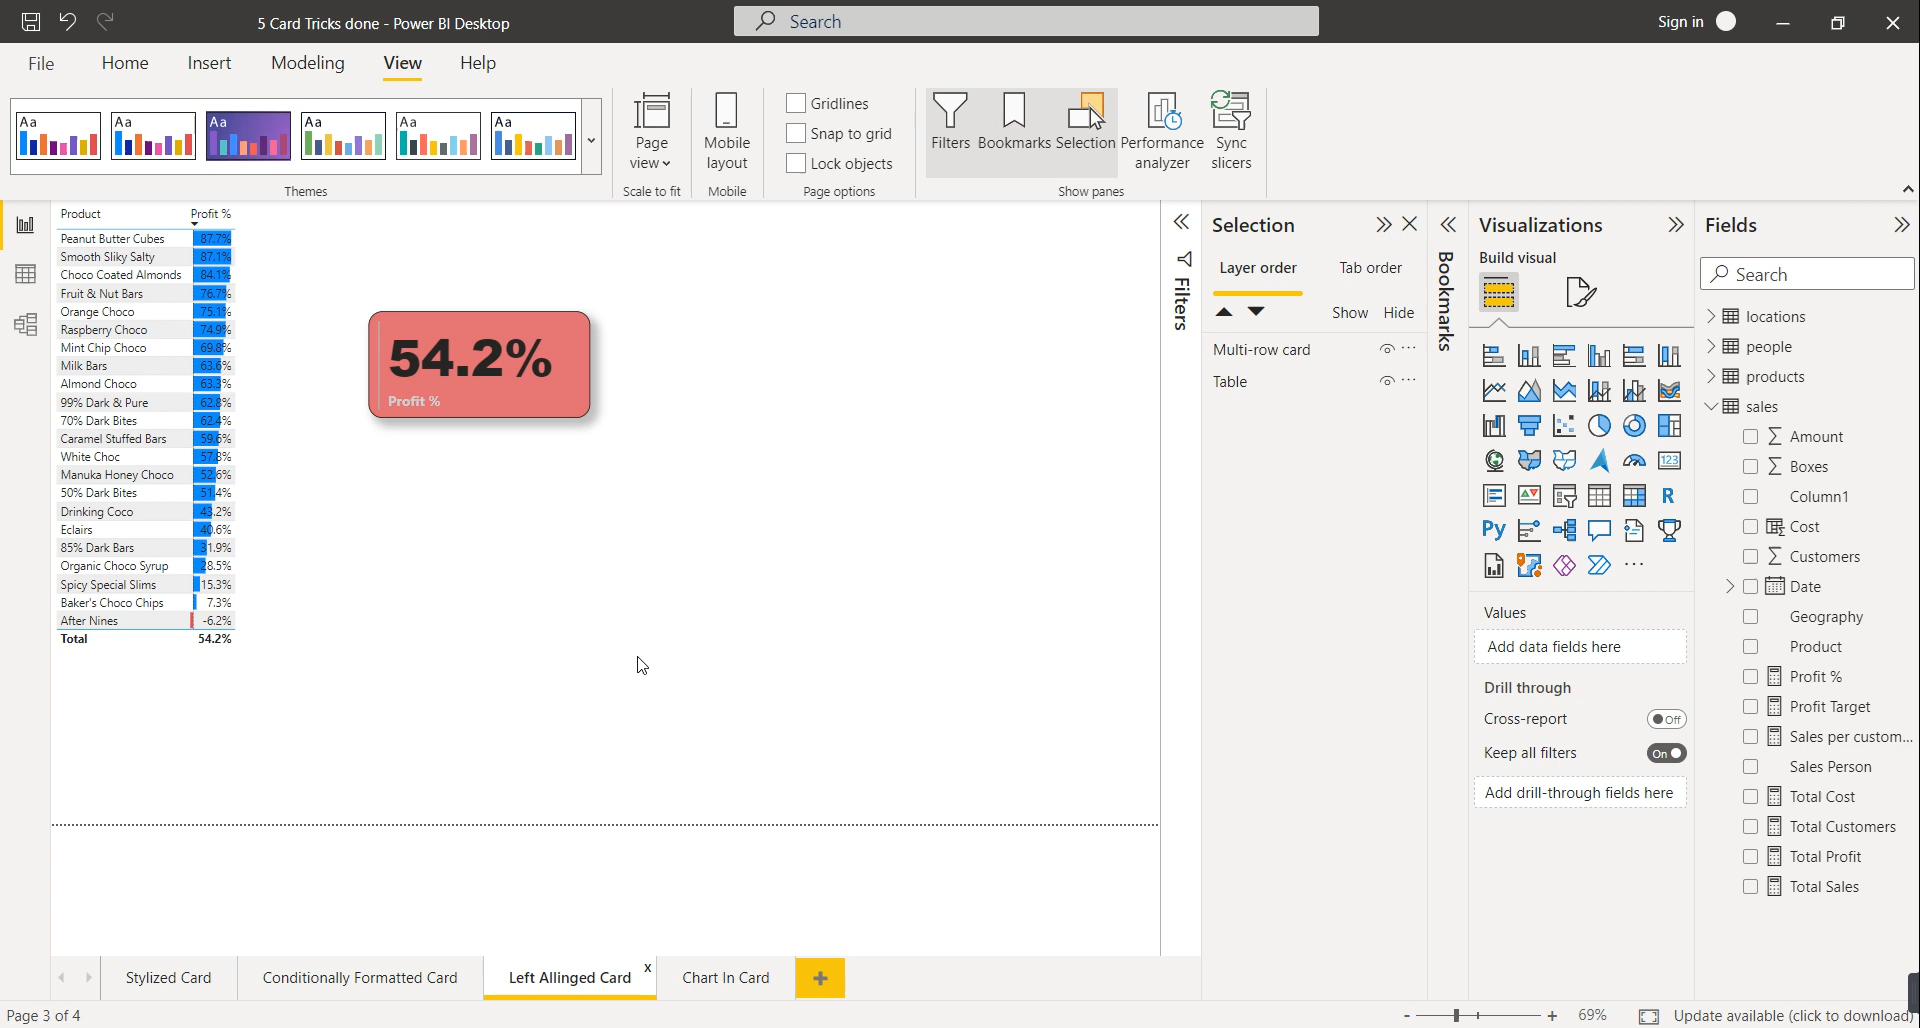 5 Card Tricks done - Power BI Desktop
Search
Sign in
File Home Insert Modeling View Help
Aa Aa Aa Aa Aa Aa
Themes
Page view
Scale to fit
Mobile layout
Mobile
Gridlines
Snap to grid
Lock objects
Page options
Filters
Bookmarks
Selection
Performance analyzer
Sync slicers
Show panes
Product Profit %
Peanut Butter Cubes 87.7%
Smooth Sliky Salty 87.1%
Choco Coated Almonds 84.1%
Fruit & Nut Bars 76.7%
Orange Choco 75.1%
Raspberry Choco 74.9%
Mint Chip Choco 69.8%
Milk Bars 63.6%
Almond Choco 63.3%
99% Dark & Pure 62.8%
70% Dark Bites 62.4%
Caramel Stuffed Bars 59.6%
White Choc 57.8%
Manuka Honey Choco 52.6%
50% Dark Bites 51.4%
Drinking Coco 43.2%
Eclairs 40.6%
85% Dark Bars 31.9%
Organic Choco Syrup 28.5%
Spicy Special Slims 15.3%
Baker's Choco Chips 7.3%
After Nines -6.2%
Total 54.2%
54.2%
Profit %
Filters
Selection
Layer order Tab order
Show Hide
Multi-row card
Table
Bookmarks
Visualizations
Build visual
123
R
Py
Values
Add data fields here
Drill through
Cross-report Off
Keep all filters On
Add drill-through fields here
Fields
Search
locations
people
products
sales
Amount
Boxes
Column1
Cost
Customers
Date
Geography
Product
Profit %
Profit Target
Sales per custom...
Sales Person
Total Cost
Total Customers
Total Profit
Total Sales
Stylized Card Conditionally Formatted Card Left Allinged Card x Chart In Card +
Page 3 of 4
- + 69% Update available (click to download)